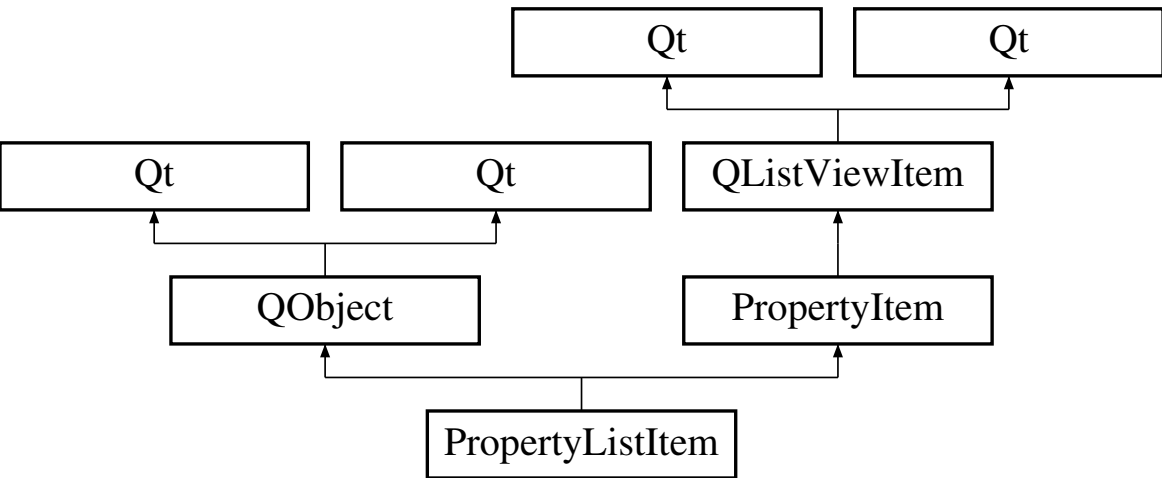 Qt
Qt
Qt
Qt
QListViewItem
QObject
PropertyItem
PropertyListItem